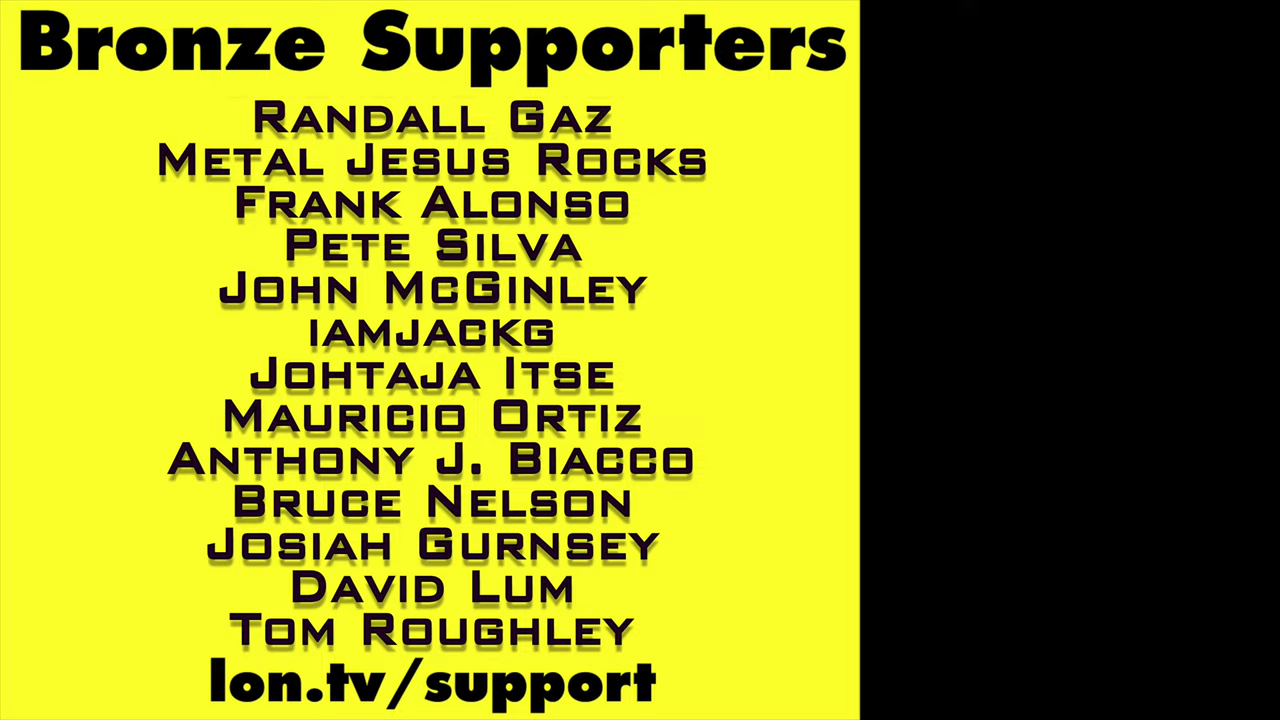 Bronze Supporters
Randall Gaz
Metal Jesus Rocks
Frank Alonso
Pete Silva
John McGinley
iamjackg
Johtaja Itse
Mauricio Ortiz
Anthony J. Biacco
Bruce Nelson
Josiah Gurnsey
David Lum
Tom Roughley
lon.tv/support